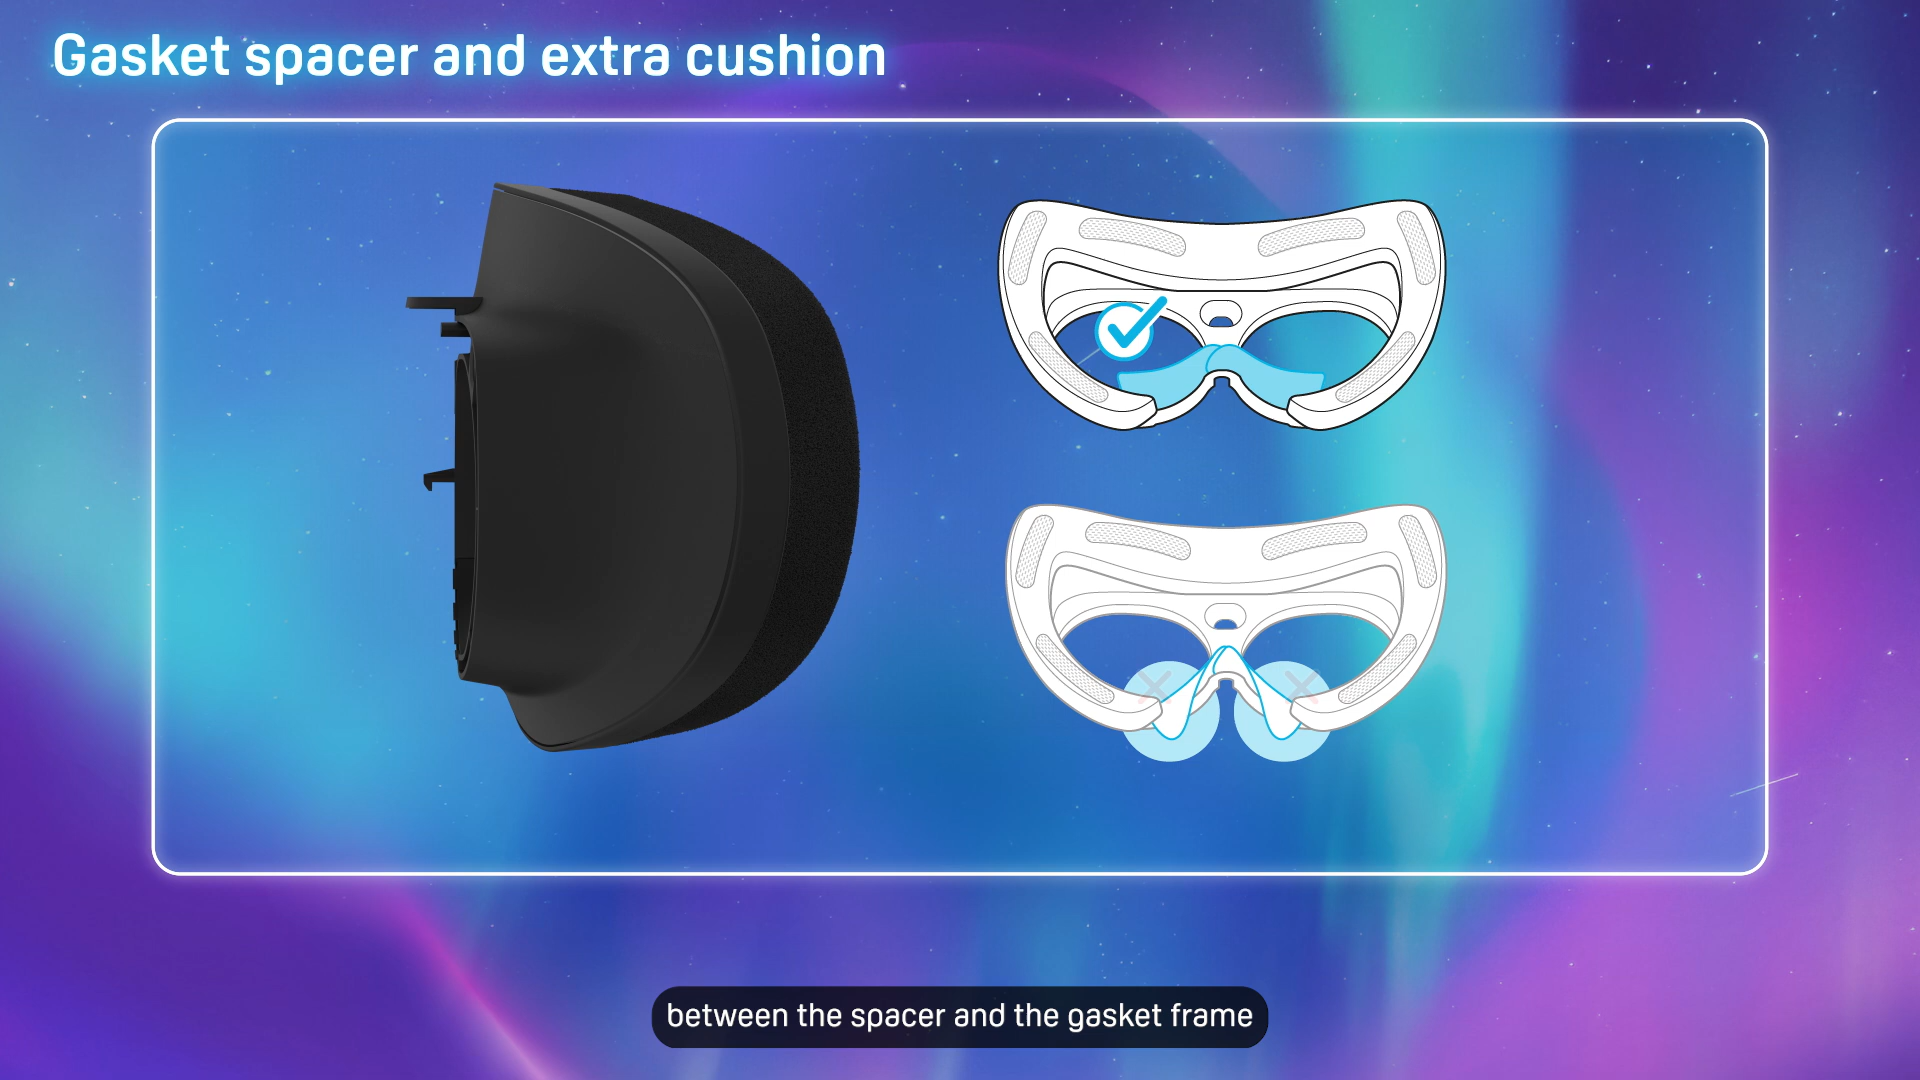 Gasket spacer and extra cushion
between the spacer and the gasket frame